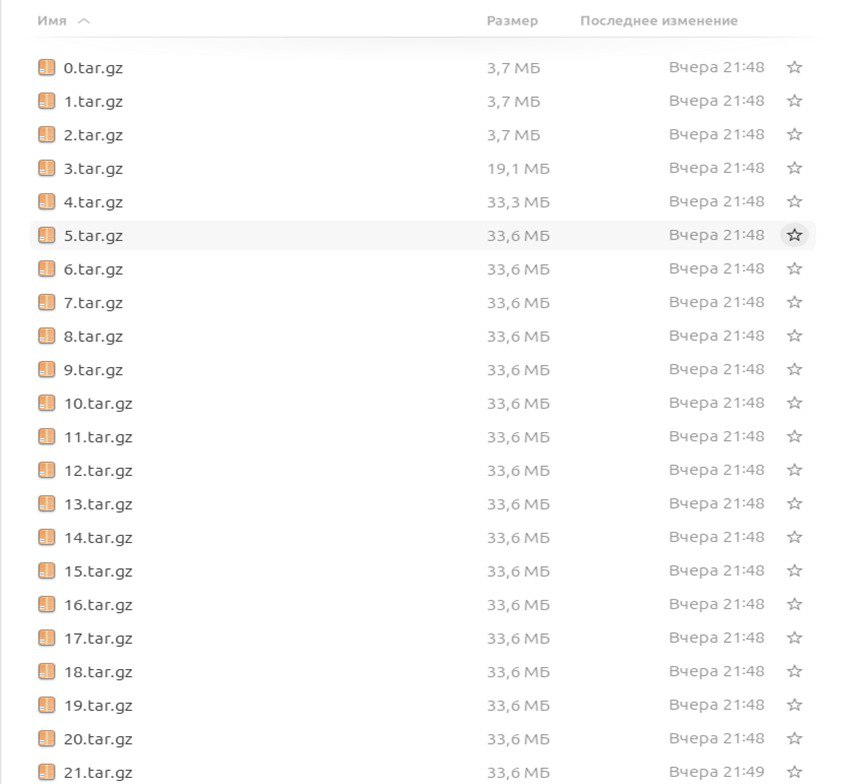 Имя Размер Последнее изменение
0.tar.gz 3,7 МБ Вчера 21:48
1.tar.gz 3,7 МБ Вчера 21:48
2.tar.gz 3,7 МБ Вчера 21:48
3.tar.gz 19,1 МБ Вчера 21:48
4.tar.gz 33,3 МБ Вчера 21:48
5.tar.gz 33,6 МБ Вчера 21:48
6.tar.gz 33,6 МБ Вчера 21:48
7.tar.gz 33,6 МБ Вчера 21:48
8.tar.gz 33,6 МБ Вчера 21:48
9.tar.gz 33,6 МБ Вчера 21:48
10.tar.gz 33,6 МБ Вчера 21:48
11.tar.gz 33,6 МБ Вчера 21:48
12.tar.gz 33,6 МБ Вчера 21:48
13.tar.gz 33,6 МБ Вчера 21:48
14.tar.gz 33,6 МБ Вчера 21:48
15.tar.gz 33,6 МБ Вчера 21:48
16.tar.gz 33,6 МБ Вчера 21:48
17.tar.gz 33,6 МБ Вчера 21:48
18.tar.gz 33,6 МБ Вчера 21:48
19.tar.gz 33,6 МБ Вчера 21:48
20.tar.gz 33,6 МБ Вчера 21:48
21.tar.gz 33,6 МБ Вчера 21:49